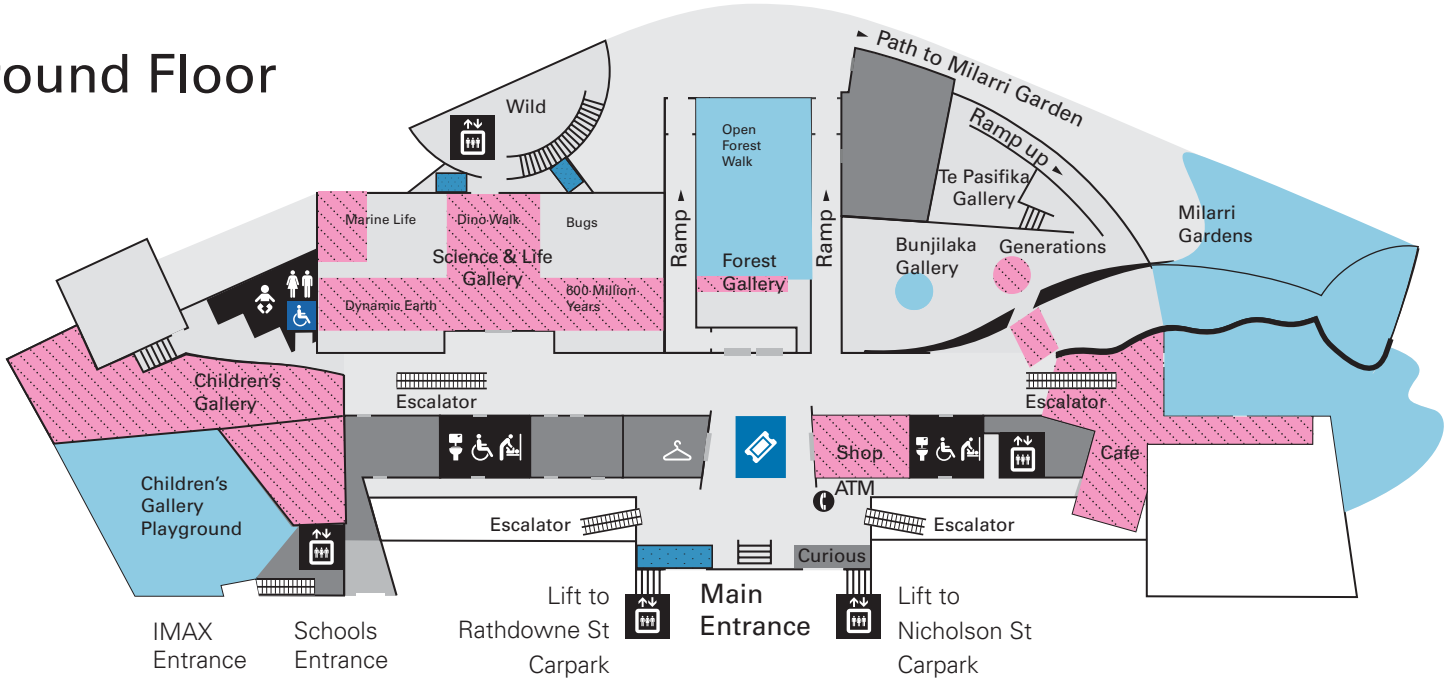 round Floor
Path to Milarri Garden
Wild
Ramp up
Open
Forest
Walk
Te Pasifika
Gallery
Marine Life
Dino Walk
Bugs
Ramp
Ramp
Milarri
Gardens
Bunjilaka
Gallery
Generations
Science & Life
Gallery
Forest
Gallery
Dynamic Earth
600 Million
Years
Children's
Gallery
Escalator
Escalator
Shop
Cafe
Children's
Gallery
Playground
ATM
Escalator
Escalator
Curious
Lift to
Rathdowne St
Carpark
Main
Entrance
Lift to
Nicholson St
Carpark
IMAX
Entrance
Schools
Entrance